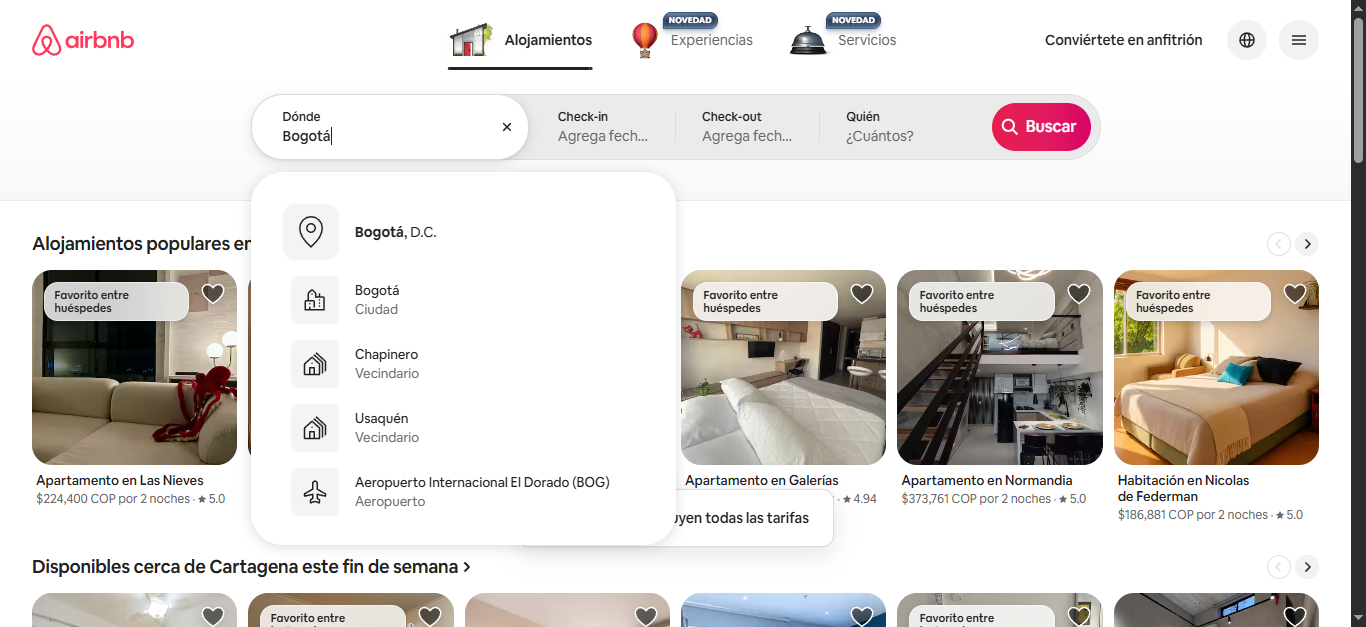 airbnb
Alojamientos
NOVEDAD
Experiencias
NOVEDAD
Servicios
Conviértete en anfitrión
Dónde
Bogotá
Check-in
Agrega fech...
Check-out
Agrega fech...
Quién
¿Cuántos?
Buscar
Bogotá, D.C.
Bogotá
Ciudad
Chapinero
Vecindario
Usaquén
Vecindario
Aeropuerto Internacional El Dorado (BOG)
Aeropuerto
Alojamientos populares en
Favorito entre
huéspedes
Apartamento en Las Nieves
$224,400 COP por 2 noches · ★ 5.0
Favorito entre
huéspedes
Apartamento en Galerías
· ★ 4.94
Favorito entre
huéspedes
Apartamento en Normandia
$373,761 COP por 2 noches · ★ 5.0
Favorito entre
huéspedes
Habitación en Nicolas
de Federman
$186,881 COP por 2 noches · ★ 5.0
uyen todas las tarifas
Disponibles cerca de Cartagena este fin de semana
Favorito entre
Favorito entre